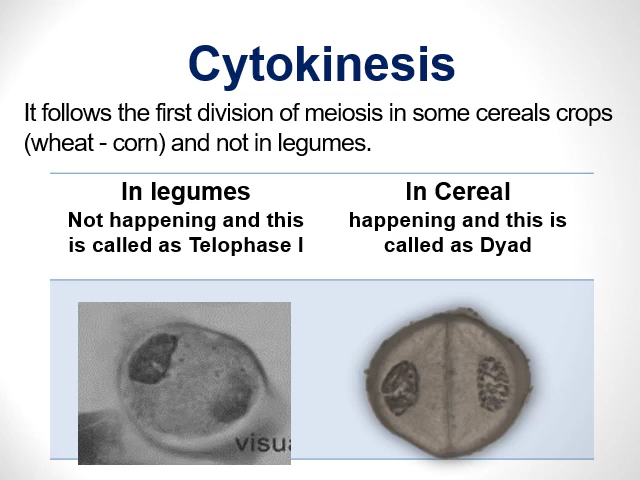 Cytokinesis
It follows the first division of meiosis in some cereals crops
(wheat - corn) and not in legumes.
In legumes
Not happening and this
is called as Telophase I
In Cereal
happening and this is
called as Dyad
visua